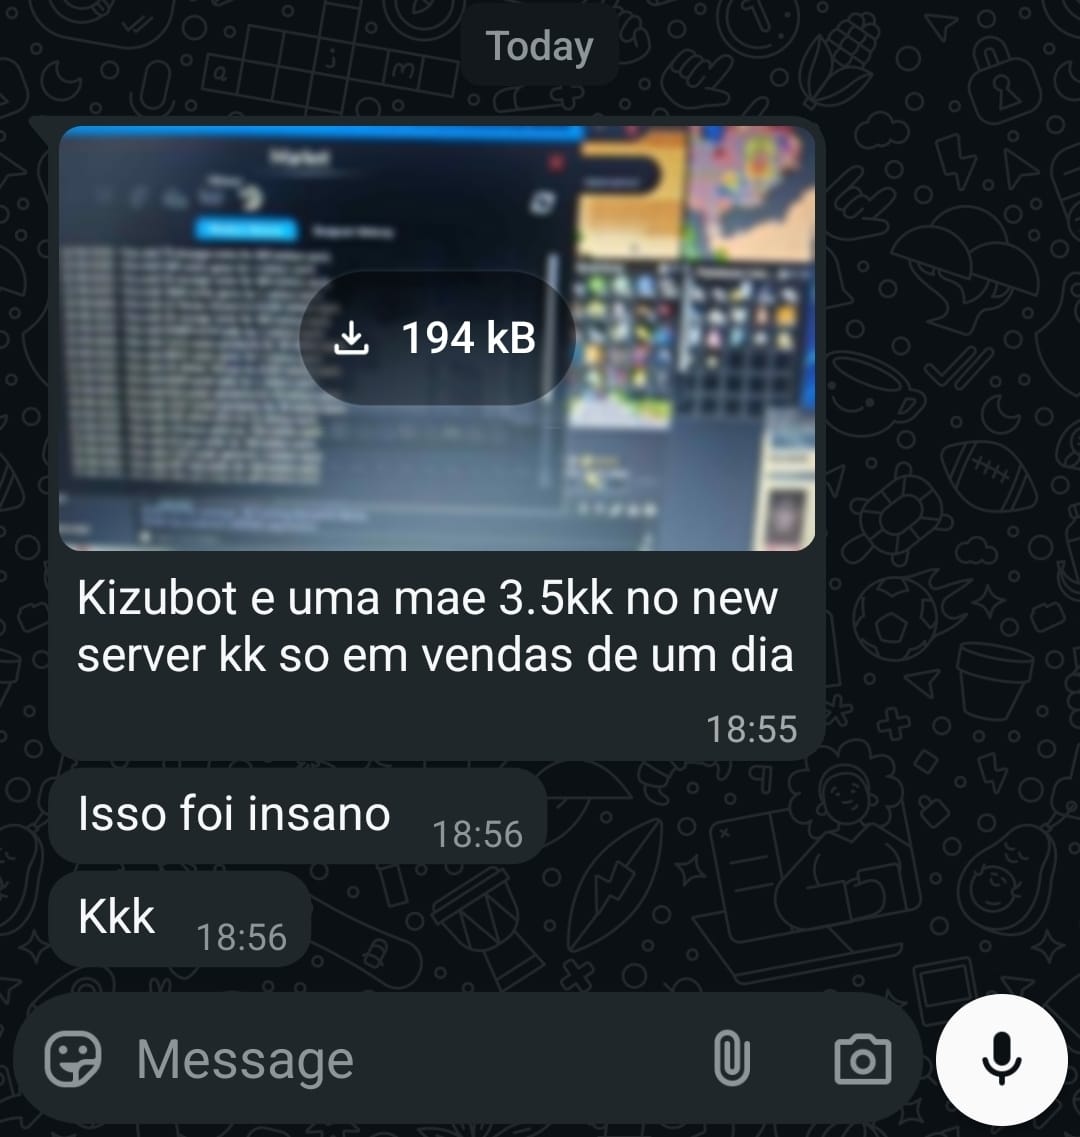 Today
194 kB
Kizubot e uma mae 3.5kk no new
server kk so em vendas de um dia
18:55
Isso foi insano
18:56
Kkk
18:56
Message